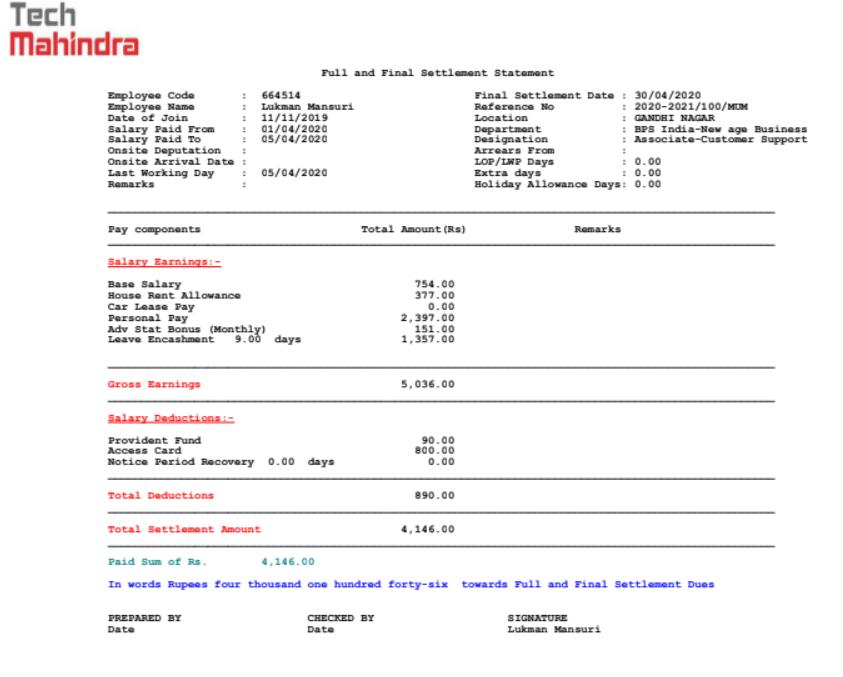 Tech
Mahindra
Full and Final Settlement Statement
Employee Code : 664514 Final Settlement Date : 30/04/2020
Employee Name : Lukman Mansuri Reference No : 2020-2021/100/MUM
Date of Join : 11/11/2019 Location : GANDHI NAGAR
Salary Paid From : 01/04/2020 Department : BPS India-New age Business
Salary Paid To : 05/04/2020 Designation : Associate-Customer Support
Onsite Deputation : Arrears From :
Onsite Arrival Date : LOP/LWP Days : 0.00
Last Working Day : 05/04/2020 Extra days : 0.00
Remarks : Holiday Allowance Days: 0.00
Pay components Total Amount(Rs) Remarks
Salary Earnings:-
Base Salary 754.00
House Rent Allowance 377.00
Car Lease Pay 0.00
Personal Pay 2,397.00
Adv Stat Bonus (Monthly) 151.00
Leave Encashment 9.00 days 1,357.00
Gross Earnings 5,036.00
Salary Deductions:-
Provident Fund 90.00
Access Card 800.00
Notice Period Recovery 0.00 days 0.00
Total Deductions 890.00
Total Settlement Amount 4,146.00
Paid Sum of Rs. 4,146.00
In words Rupees four thousand one hundred forty-six towards Full and Final Settlement Dues
PREPARED BY CHECKED BY SIGNATURE
Date Date Lukman Mansuri